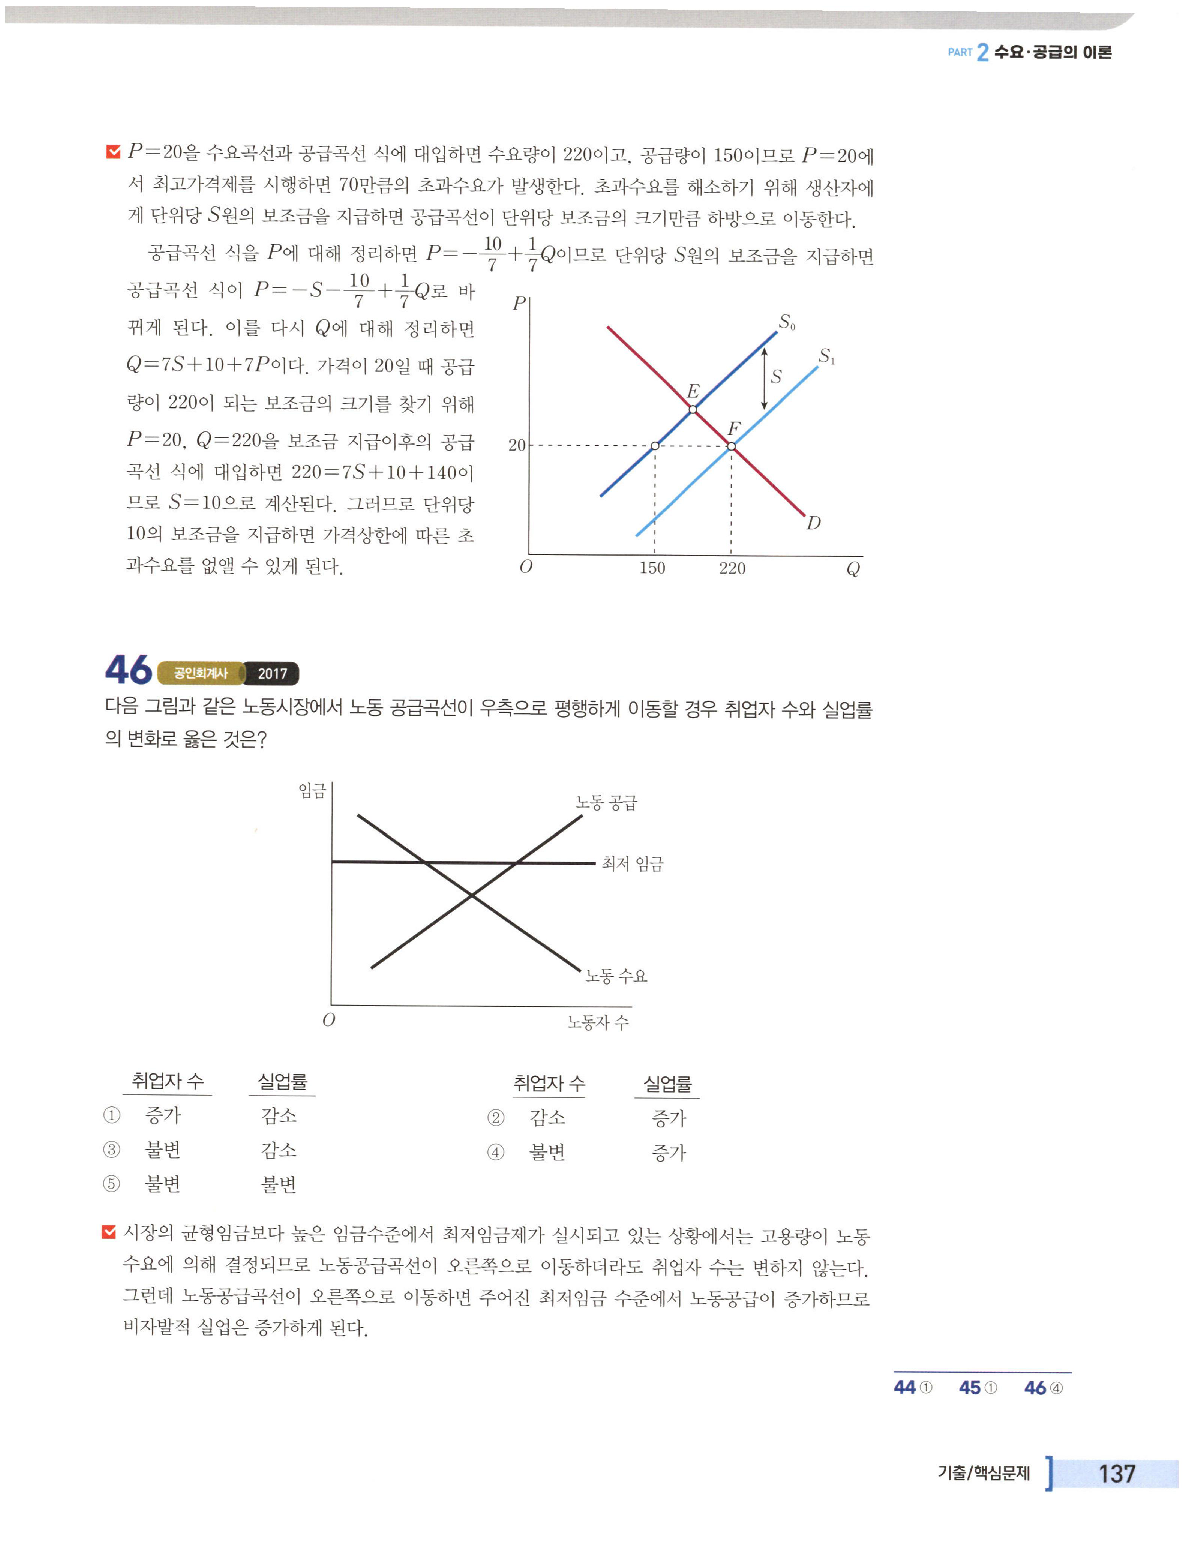 PART 2 수요·공급의 이론
P=20을 수요곡선과 공급곡선 식에 대입하면 수요량이 220이고, 공급량이 150이므로 P=20에
서 최고가격제를 시행하면 70만큼의 초과수요가 발생한다. 초과수요를 해소하기 위해 생산자에
게 단위당 S원의 보조금을 지급하면 공급곡선이 단위당 보조금의 크기만큼 하방으로 이동한다.
공급곡선 식을 P에 대해 정리하면 P=-10/7+1/7Q이므로 단위당 S원의 보조금을 지급하면
공급곡선 식이 P=-S-10/7+1/7Q로 바
뀌게 된다. 이를 다시 Q에 대해 정리하면
Q=7S+10+7P이다. 가격이 20일 때 공급
량이 220이 되는 보조금의 크기를 찾기 위해
P=20, Q=220을 보조금 지급이후의 공급
곡선 식에 대입하면 220=7S+10+140이
므로 S=10으로 계산된다. 그러므로 단위당
10의 보조금을 지급하면 가격상한에 따른 초
과수요를 없앨 수 있게 된다.
P
S₀
S₁
S
E
F
20
D
O 150 220 Q
46 공인회계사 2017
다음 그림과 같은 노동시장에서 노동 공급곡선이 우측으로 평행하게 이동할 경우 취업자 수와 실업률
의 변화로 옳은 것은?
임금
노동 공급
최저 임금
노동 수요
O 노동자 수
취업자 수 실업률 취업자 수 실업률
① 증가 감소 ② 감소 증가
③ 불변 감소 ④ 불변 증가
⑤ 불변 불변
시장의 균형임금보다 높은 임금수준에서 최저임금제가 실시되고 있는 상황에서는 고용량이 노동
수요에 의해 결정되므로 노동공급곡선이 오른쪽으로 이동하더라도 취업자 수는 변하지 않는다.
그런데 노동공급곡선이 오른쪽으로 이동하면 주어진 최저임금 수준에서 노동공급이 증가하므로
비자발적 실업은 증가하게 된다.
44 ① 45 ① 46 ④
기출/핵심문제 137